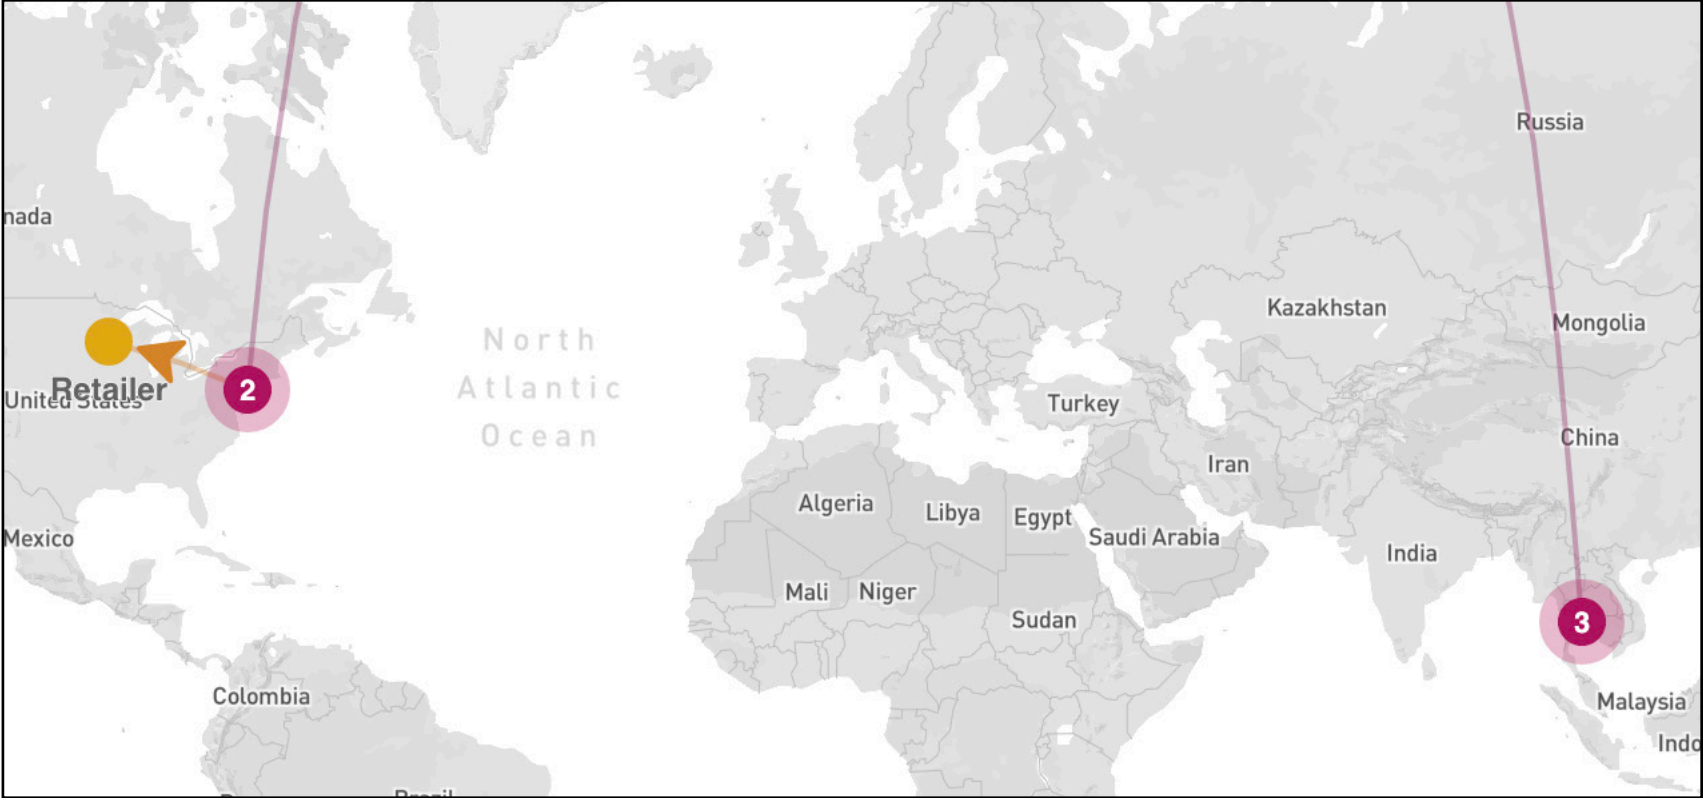 Russia
nada
Kazakhstan
Mongolia
North
Atlantic
Ocean
Retailer
United States
2
Turkey
China
Iran
Algeria
Libya
Egypt
Saudi Arabia
Mexico
India
Mali
Niger
Sudan
3
Colombia
Malaysia
Indo
Brazil